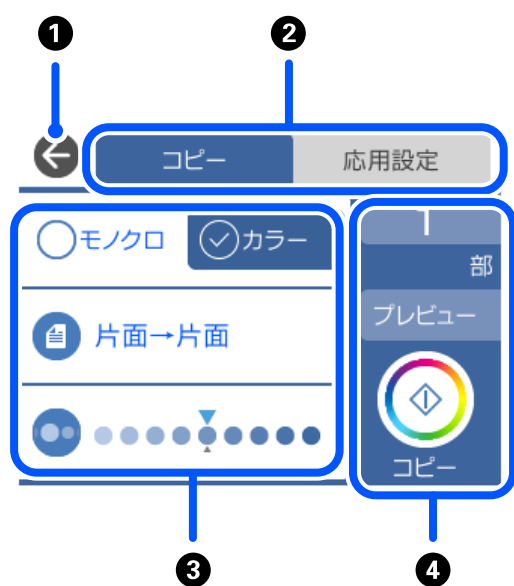 1 2
コピー 応用設定
モノクロ カラー
1
部
片面→片面
プレビュー
コピー
3 4